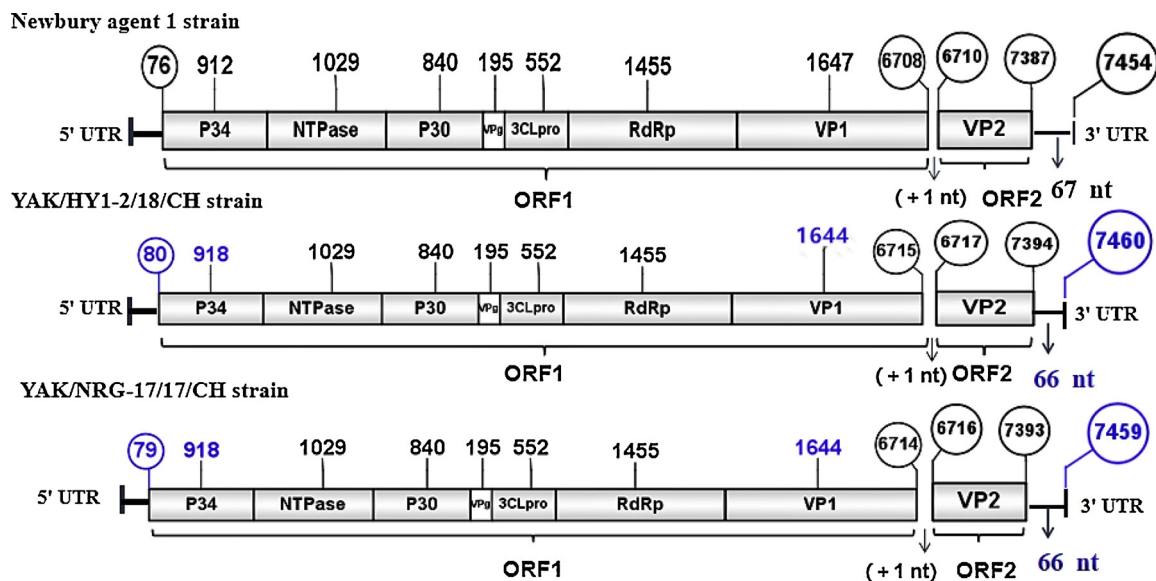 Newbury agent 1 strain
76 912 1029 840 195 552 1455 1647 6708 6710 7387 7454
5' UTR P34 NTPase P30 VPg 3CLpro RdRp VP1 VP2 3' UTR
ORF1 (+1 nt) ORF2 67 nt
YAK/HY1-2/18/CH strain
80 918 1029 840 195 552 1455 1644 6715 6717 7394 7460
5' UTR P34 NTPase P30 VPg 3CLpro RdRp VP1 VP2 3' UTR
ORF1 (+1 nt) ORF2 66 nt
YAK/NRG-17/17/CH strain
79 918 1029 840 195 552 1455 1644 6714 6716 7393 7459
5' UTR P34 NTPase P30 VPg 3CLpro RdRp VP1 VP2 3' UTR
ORF1 (+1 nt) ORF2 66 nt